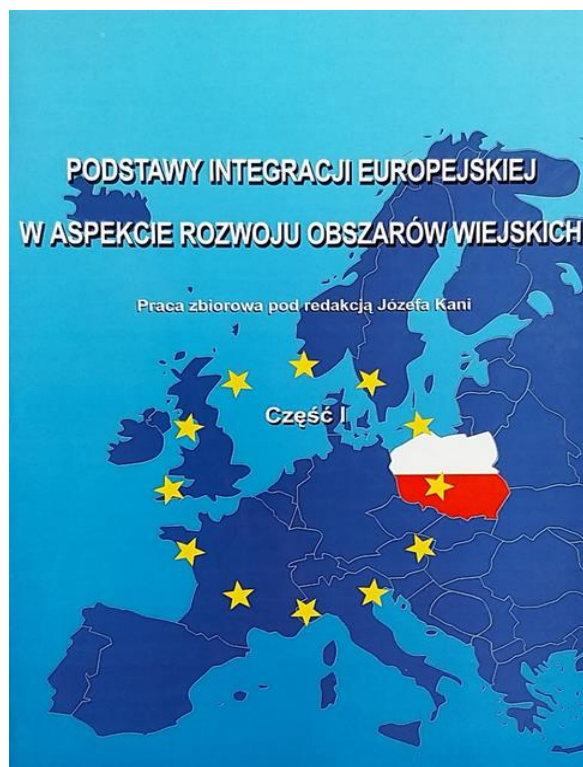 PODSTAWY INTEGRACJI EUROPEJSKIEJ
W ASPEKCIE ROZWOJU OBSZARÓW WIEJSKICH
Praca zbiorowa pod redakcją Józefa Kani
Część I